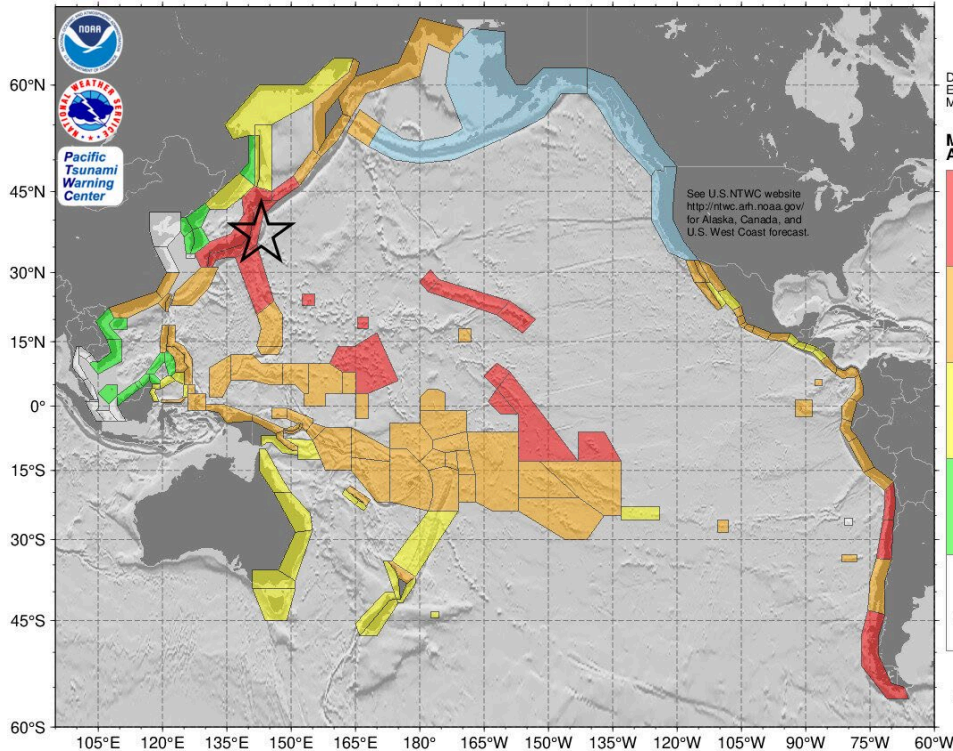 NOAA
NATIONAL WEATHER SERVICE
Pacific
Tsunami
Warning
Center
See U.S.NTWC website
http://ntwc.arh.noaa.gov/
for Alaska, Canada, and
U.S. West Coast forecast.
D
E
M
M
A
60°N
45°N
30°N
15°N
0°
15°S
30°S
45°S
60°S
105°E 120°E 135°E 150°E 165°E 180° 165°W 150°W 135°W 120°W 105°W 90°W 75°W 60°W